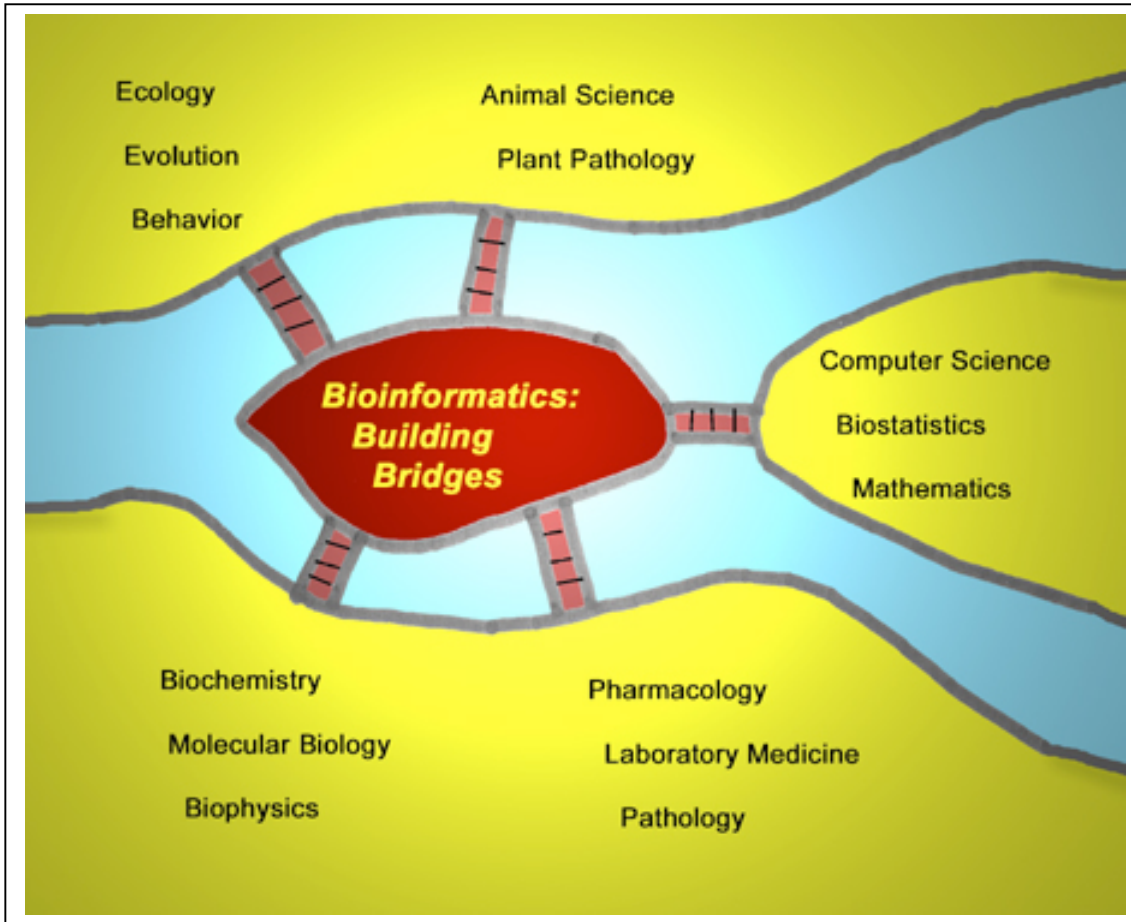 Ecology
Evolution
Behavior
Animal Science
Plant Pathology
Bioinformatics:
Building
Bridges
Computer Science
Biostatistics
Mathematics
Biochemistry
Molecular Biology
Biophysics
Pharmacology
Laboratory Medicine
Pathology